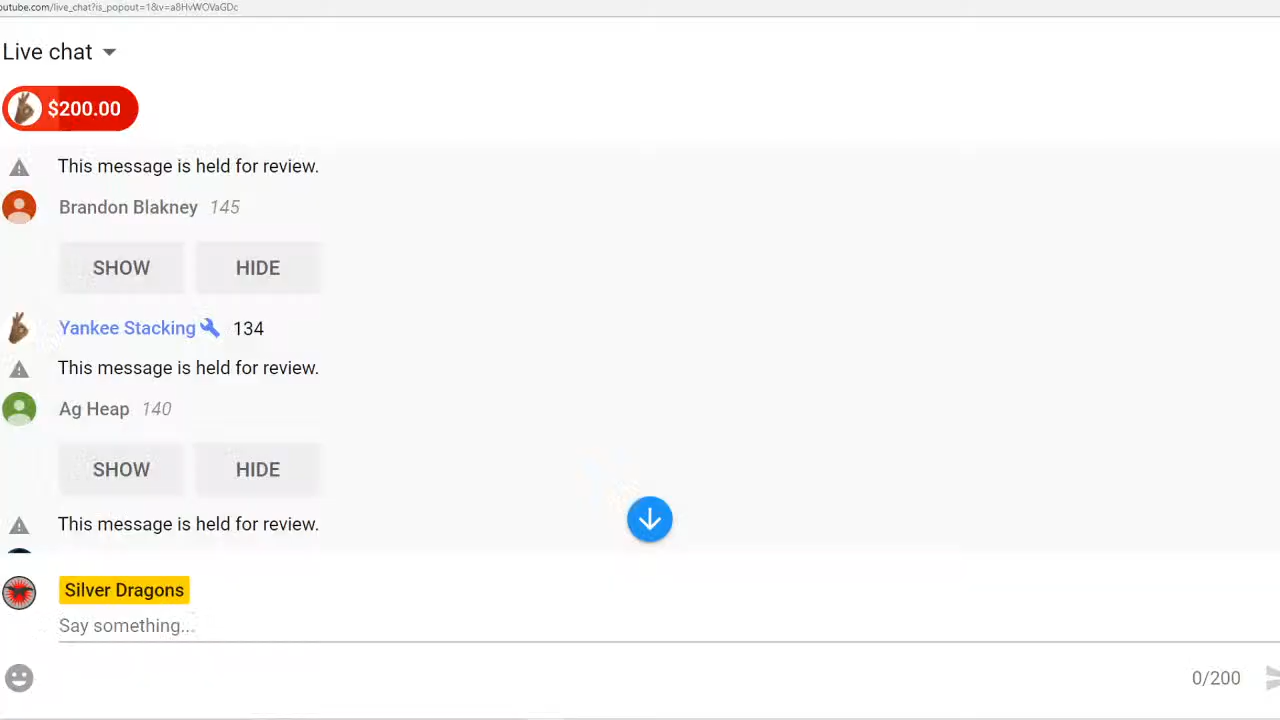 outube.com/live_chat?is_popout=1&v=a8HvWOVaGDc
Live chat
$200.00
This message is held for review.
Brandon Blakney 145
SHOW HIDE
Yankee Stacking 134
This message is held for review.
Ag Heap 140
SHOW HIDE
This message is held for review.
Silver Dragons
Say something...
0/200